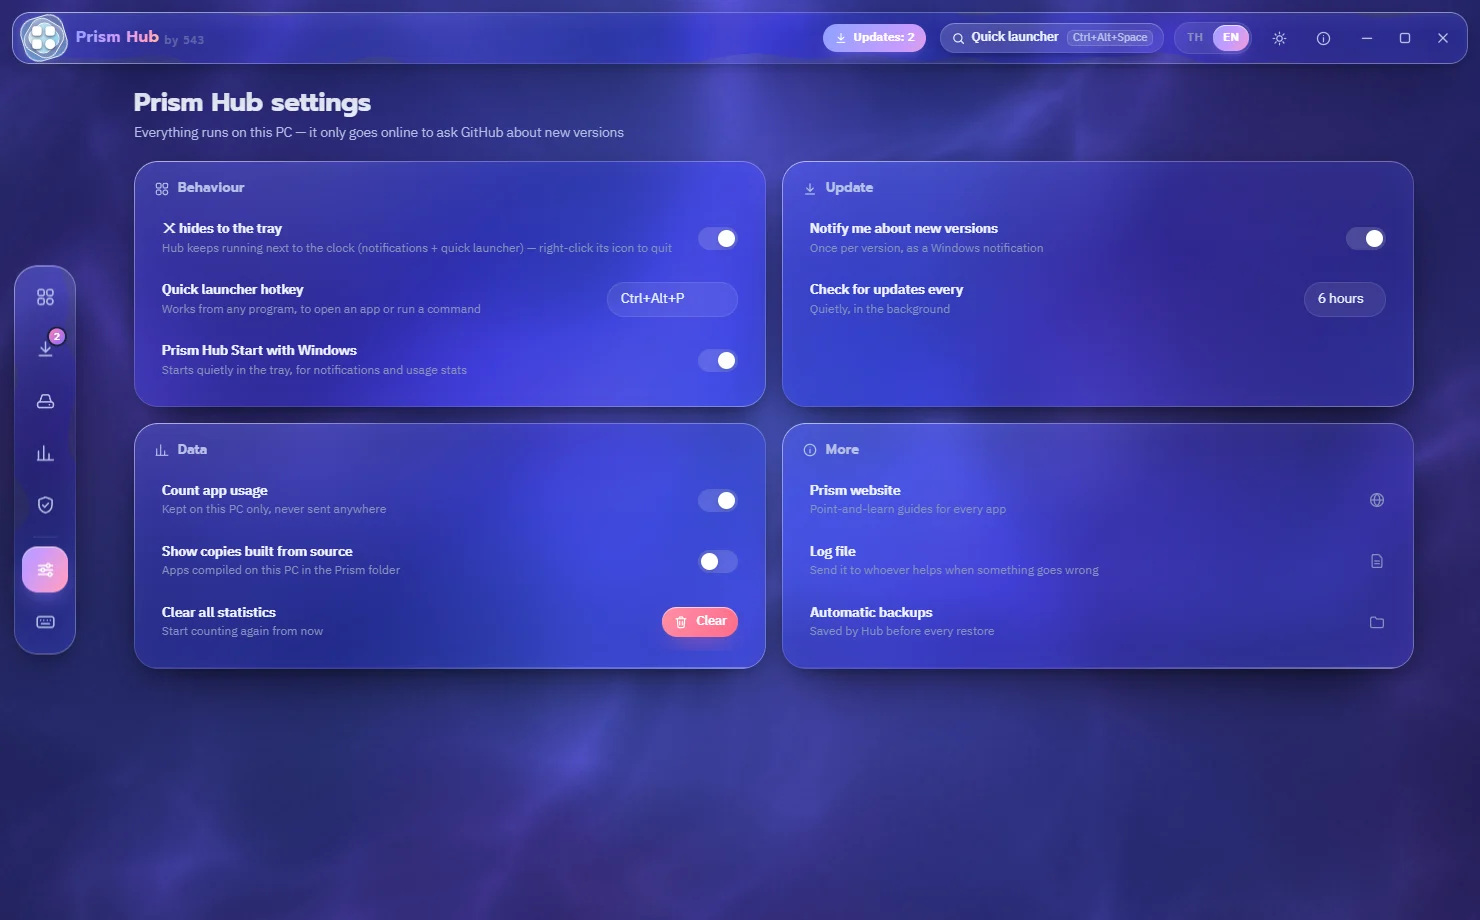 Prism Hub by 543
Updates: 2
Quick launcher Ctrl+Alt+Space
TH EN
Prism Hub settings
Everything runs on this PC — it only goes online to ask GitHub about new versions
Behaviour
X hides to the tray
Hub keeps running next to the clock (notifications + quick launcher) — right-click its icon to quit
Quick launcher hotkey
Works from any program, to open an app or run a command
Ctrl+Alt+P
Prism Hub Start with Windows
Starts quietly in the tray, for notifications and usage stats
Update
Notify me about new versions
Once per version, as a Windows notification
Check for updates every
Quietly, in the background
6 hours
2
Data
Count app usage
Kept on this PC only, never sent anywhere
Show copies built from source
Apps compiled on this PC in the Prism folder
Clear all statistics
Start counting again from now
Clear
More
Prism website
Point-and-learn guides for every app
Log file
Send it to whoever helps when something goes wrong
Automatic backups
Saved by Hub before every restore